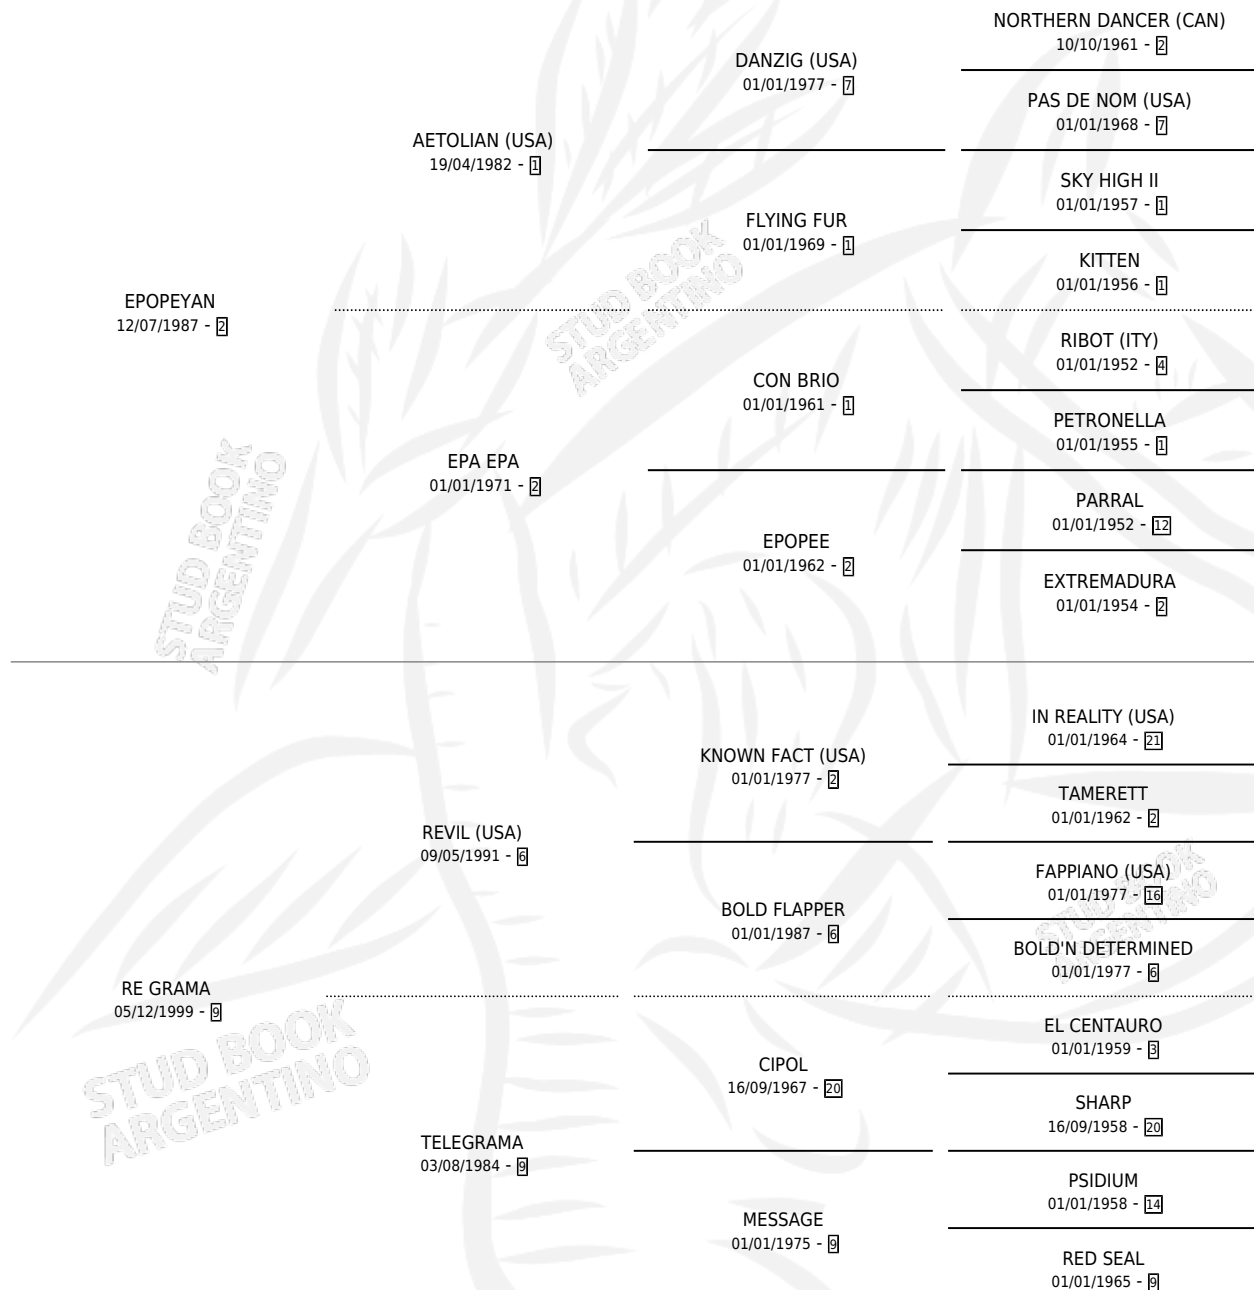 NORTHERN DANCER (CAN)
10/10/1961 - 2
DANZIG (USA)
01/01/1977 - 7
PAS DE NOM (USA)
01/01/1968 - 7
AETOLIAN (USA)
19/04/1982 - 1
SKY HIGH II
01/01/1957 - 1
FLYING FUR
01/01/1969 - 1
KITTEN
01/01/1956 - 1
EPOPEYAN
12/07/1987 - 2
RIBOT (ITY)
01/01/1952 - 4
CON BRIO
01/01/1961 - 1
PETRONELLA
01/01/1955 - 1
EPA EPA
01/01/1971 - 2
PARRAL
01/01/1952 - 12
EPOPEE
01/01/1962 - 2
EXTREMADURA
01/01/1954 - 2
STUD BOOK
ARGENTINO
STUD BOOK
ARGENTINO
IN REALITY (USA)
01/01/1964 - 21
KNOWN FACT (USA)
01/01/1977 - 2
TAMERETT
01/01/1962 - 2
REVIL (USA)
09/05/1991 - 6
FAPPIANO (USA)
01/01/1977 - 16
BOLD FLAPPER
01/01/1987 - 6
BOLD'N DETERMINED
01/01/1977 - 6
STUD BOOK
ARGENTINO
RE GRAMA
05/12/1999 - 9
EL CENTAURO
01/01/1959 - 3
CIPOL
16/09/1967 - 20
SHARP
16/09/1958 - 20
TELEGRAMA
03/08/1984 - 9
PSIDIUM
01/01/1958 - 14
MESSAGE
01/01/1975 - 9
RED SEAL
01/01/1965 - 9
STUD BOOK
ARGENTINO